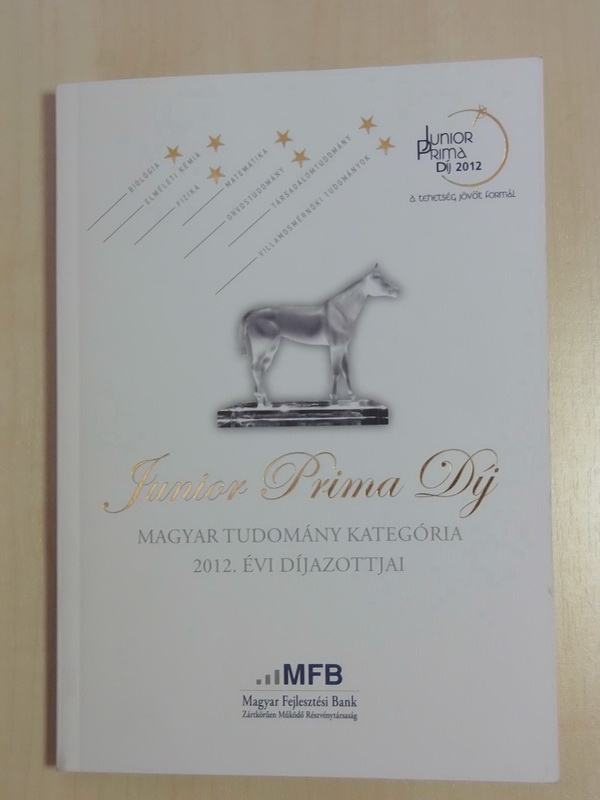 BIOLÓGIA
ELMÉLETI KÉMIA
FIZIKA
MATEMATIKA
ORVOSTUDOMÁNY
TÁRSADALOMTUDOMÁNY
VILLAMOSMÉRNÖKI TUDOMÁNYOK
JUNIOR
PRIMA
Díj 2012
a tehetség jövőt formál
Junior Prima Díj
MAGYAR TUDOMÁNY KATEGÓRIA
2012. ÉVI DÍJAZOTTJAI
MFB
Magyar Fejlesztési Bank
Zártkörűen Működő Részvénytársaság